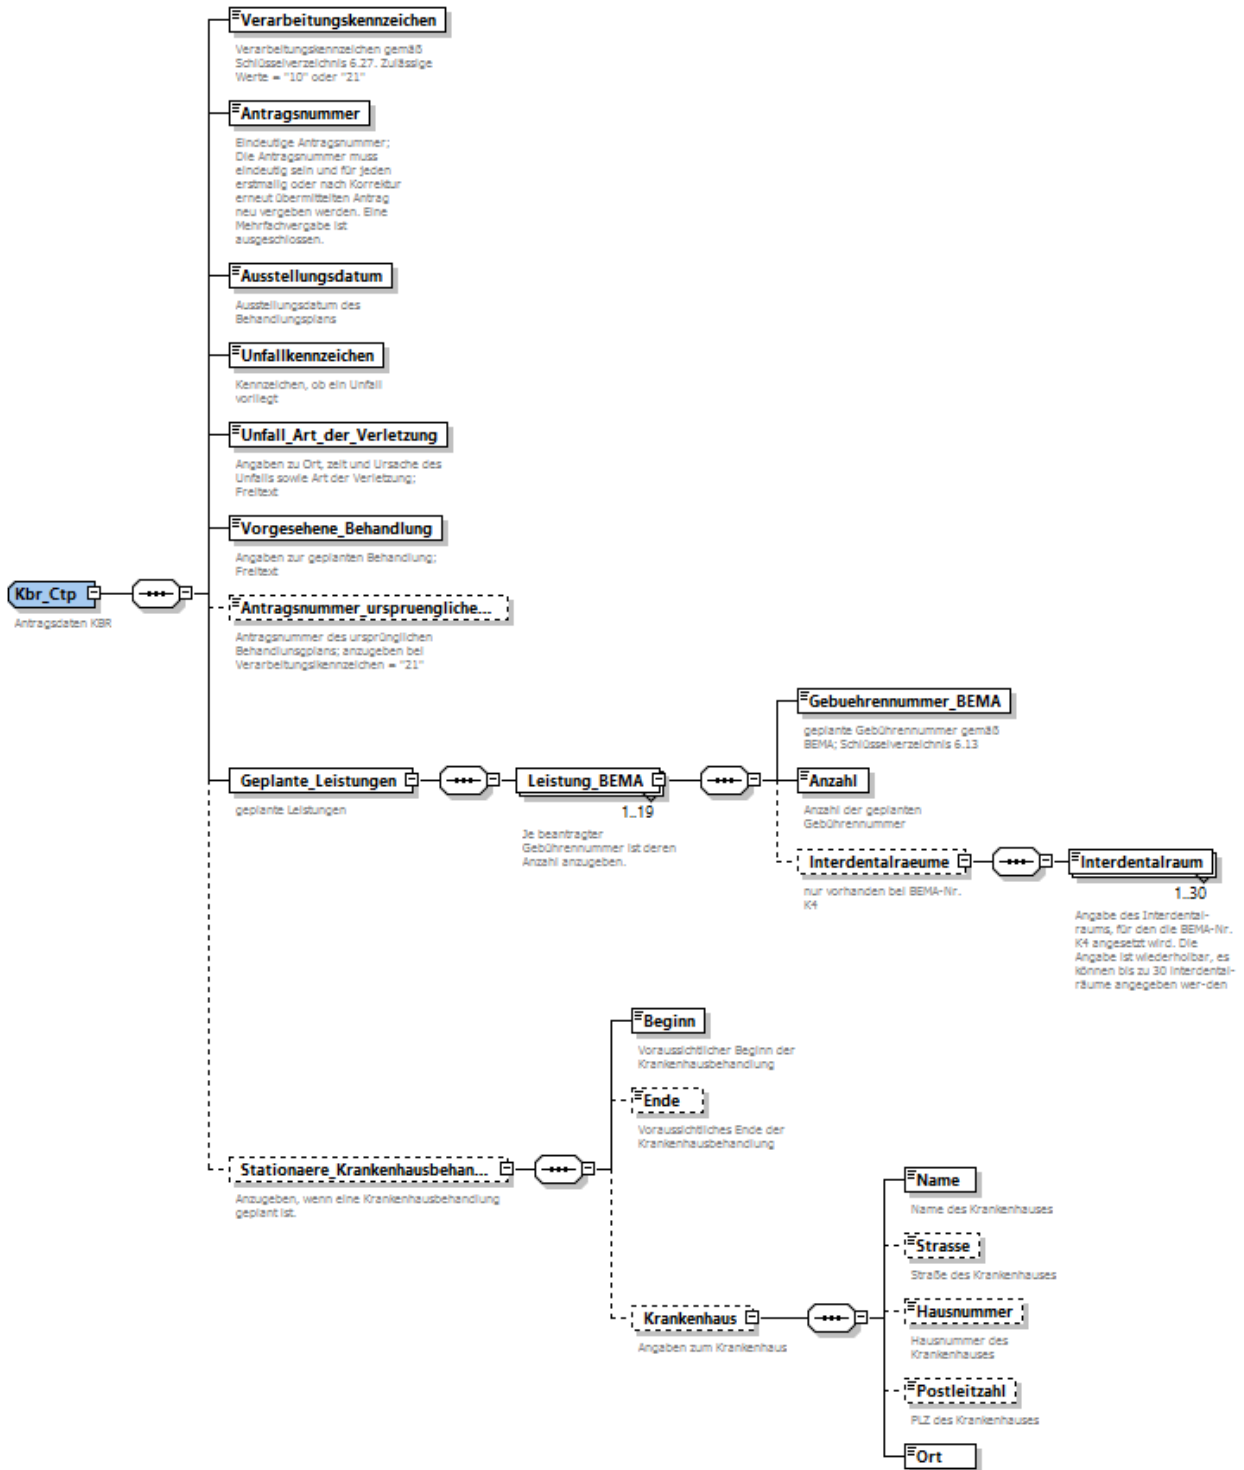 Verarbeitungskennzeichen
Verarbeitungskennzeichen gemäß
Schlüsselverzeichnis 6.27. Zulässige
Werte = "10" oder "21"
Antragsnummer
Eindeutige Antragsnummer;
Die Antragsnummer muss
eindeutig sein und für jeden
erstmalig oder nach Korrektur
erneut übermittelten Antrag
neu vergeben werden. Eine
Mehrfachvergabe ist
ausgeschlossen.
Ausstellungsdatum
Ausstellungsdatum des
Behandlungsplans
Unfallkennzeichen
Kennzeichen, ob ein Unfall
vorliegt
Unfall_Art_der_Verletzung
Angaben zu Ort, zeit und Ursache des
Unfalls sowie Art der Verletzung;
Freitext
Vorgesehene_Behandlung
Angaben zur geplanten Behandlung;
Freitext
Kbr_Ctp
Antragsdaten KBR
Antragsnummer_urspruengliche...
Antragsnummer des ursprünglichen
Behandlunsgplans; anzugeben bei
Verarbeitungslkennzeichen = "21"
Geplante_Leistungen
geplante Leistungen
Leistung_BEMA
1..19
Je beantragter
Gebührennummer ist deren
Anzahl anzugeben.
Gebuehrennummer_BEMA
geplante Gebührennummer gemäß
BEMA; Schlüsselverzeichnis 6.13
Anzahl
Anzahl der geplanten
Gebührennummer
Interdentalraeume
nur vorhanden bei BEMA-Nr.
K4
Interdentalraum
1..30
Angabe des Interdental-
raums, für den die BEMA-Nr.
K4 angesetzt wird. Die
Angabe ist wiederholbar, es
können bis zu 30 Interdental-
räume angegeben wer-den
Stationaere_Krankenhausbehan...
Anzugeben, wenn eine Krankenhausbehandlung
geplant ist.
Beginn
Voraussichtlicher Beginn der
Krankenhausbehandlung
Ende
Voraussichtliches Ende der
Krankenhausbehandlung
Krankenhaus
Angaben zum Krankenhaus
Name
Name des Krankenhauses
Strasse
Straße des Krankenhauses
Hausnummer
Hausnummer des
Krankenhauses
Postleitzahl
PLZ des Krankenhauses
Ort